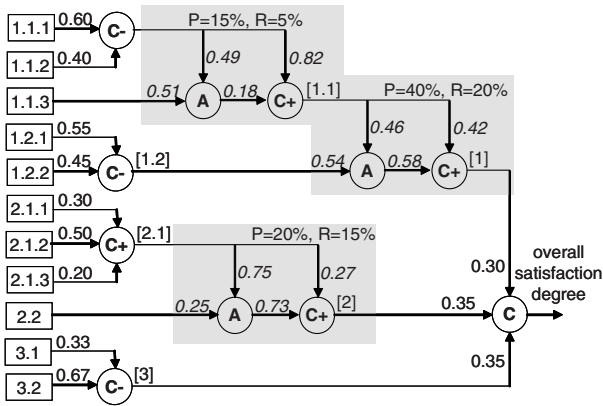 1.1.1 0.60 C- P=15%, R=5%
1.1.2 0.40 0.49 0.82
1.1.3 0.51 A 0.18 C+ [1.1] P=40%, R=20%
1.2.1 0.55 0.46 0.42
1.2.2 0.45 C- [1.2] 0.54 A 0.58 C+ [1]
2.1.1 0.30
2.1.2 0.50 C+ [2.1] P=20%, R=15%
2.1.3 0.20 0.75 0.27 0.30
overall
satisfaction
degree
2.2 0.25 A 0.73 C+ [2] 0.35 C
3.1 0.33 0.35
3.2 0.67 C- [3]